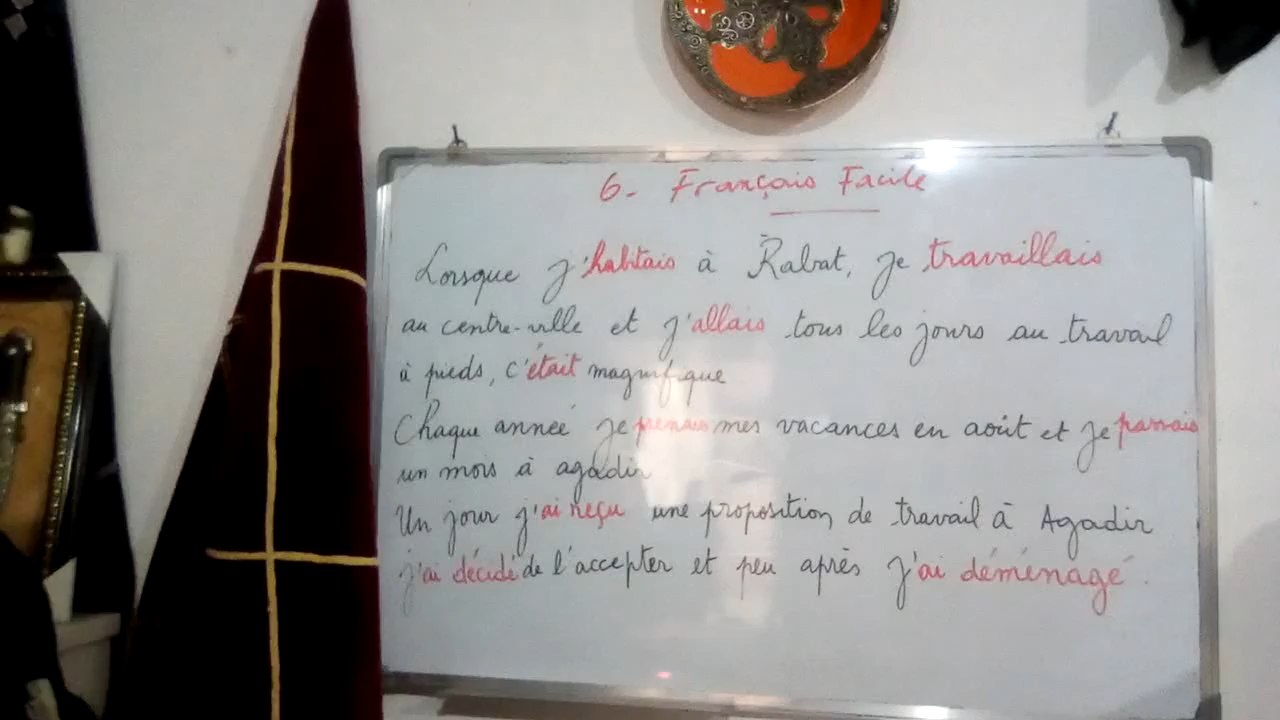 6- Français Facile
Lorsque j'habitais à Rabat, je travaillais
au centre-ville et j'allais tous les jours au travail
à pieds, c'était magnifique
Chaque année je prenais mes vacances en août et je
un mois à agadir
Un jour j'ai reçu une proposition de travail à Agadir
j'ai décidé de l'accepter et peu après j'ai déménagé.